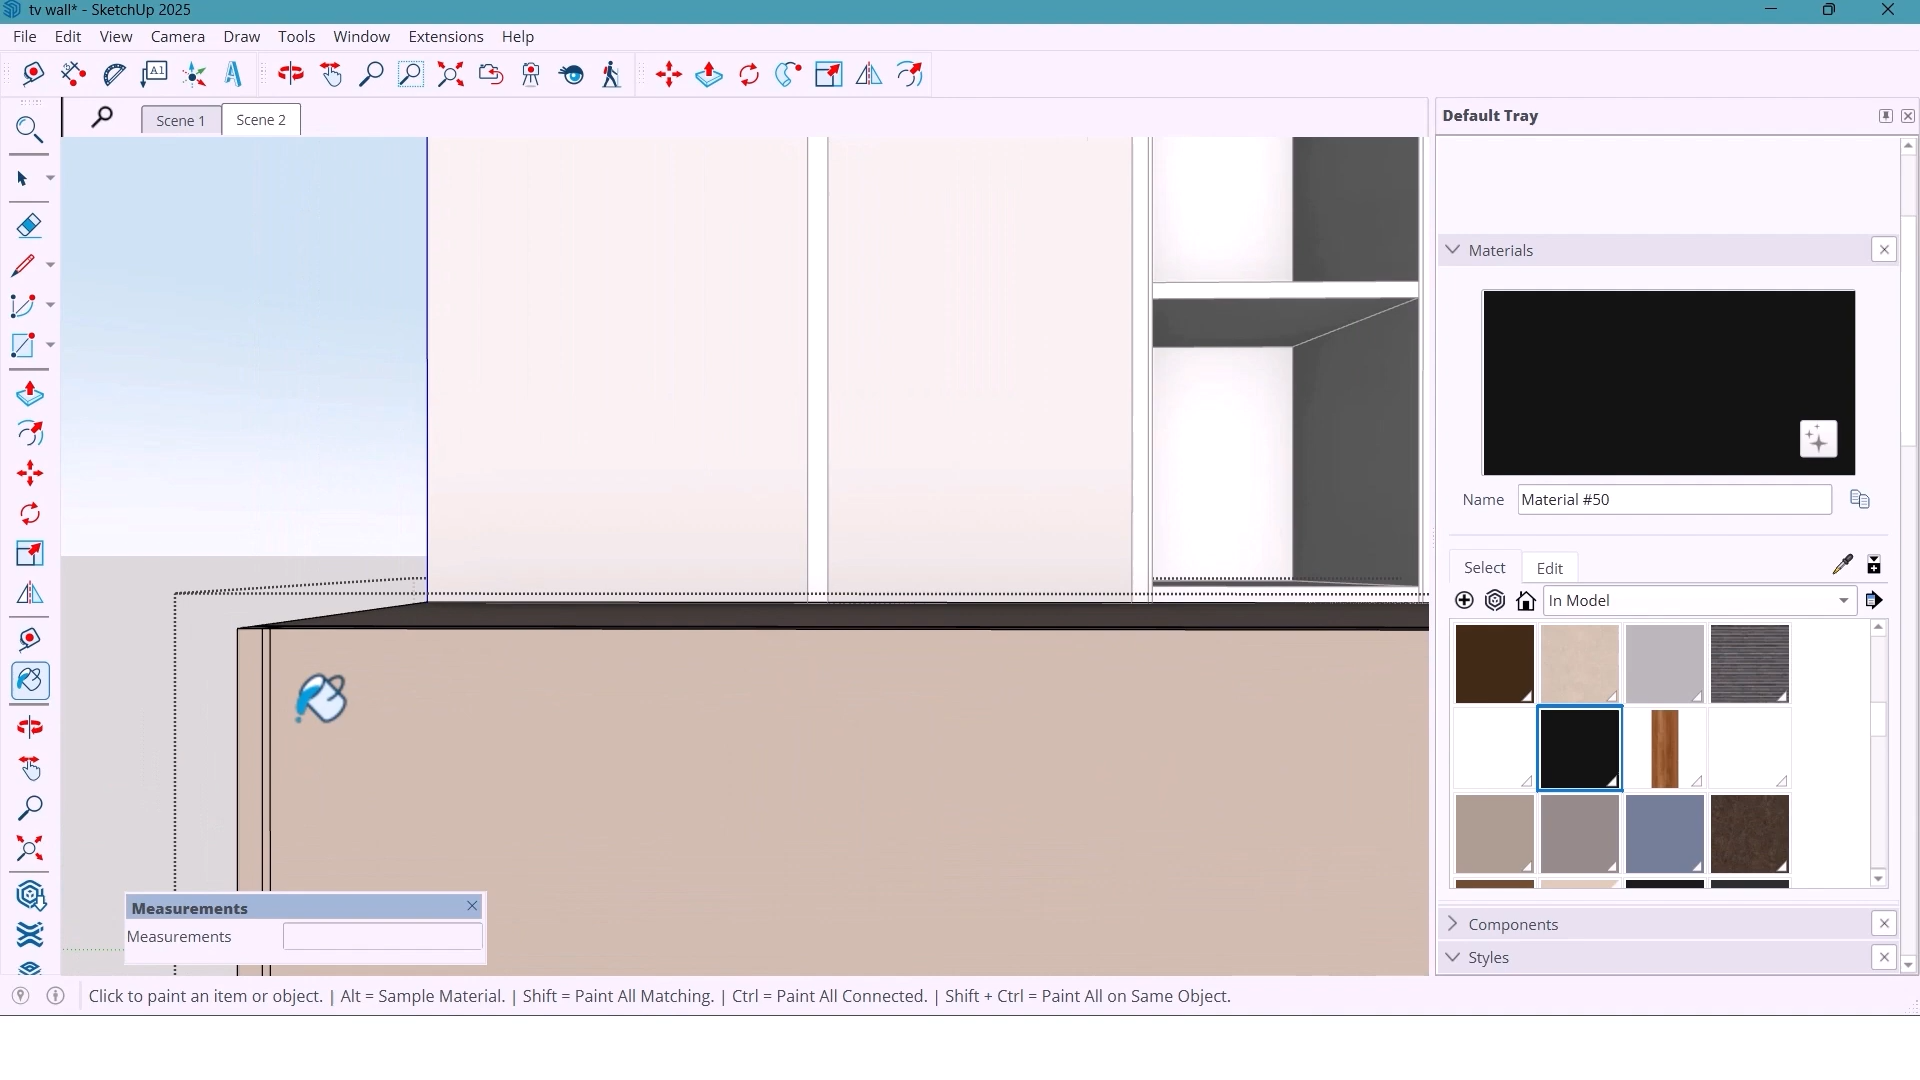 tv wall* - SketchUp 2025
File Edit View Camera Draw Tools Window Extensions Help
A1
Scene 1 Scene 2
Default Tray
Materials
Name Material #50
Select Edit
In Model
Components
Styles
Measurements
Measurements
Click to paint an item or object. | Alt = Sample Material. | Shift = Paint All Matching. | Ctrl = Paint All Connected. | Shift + Ctrl = Paint All on Same Object.